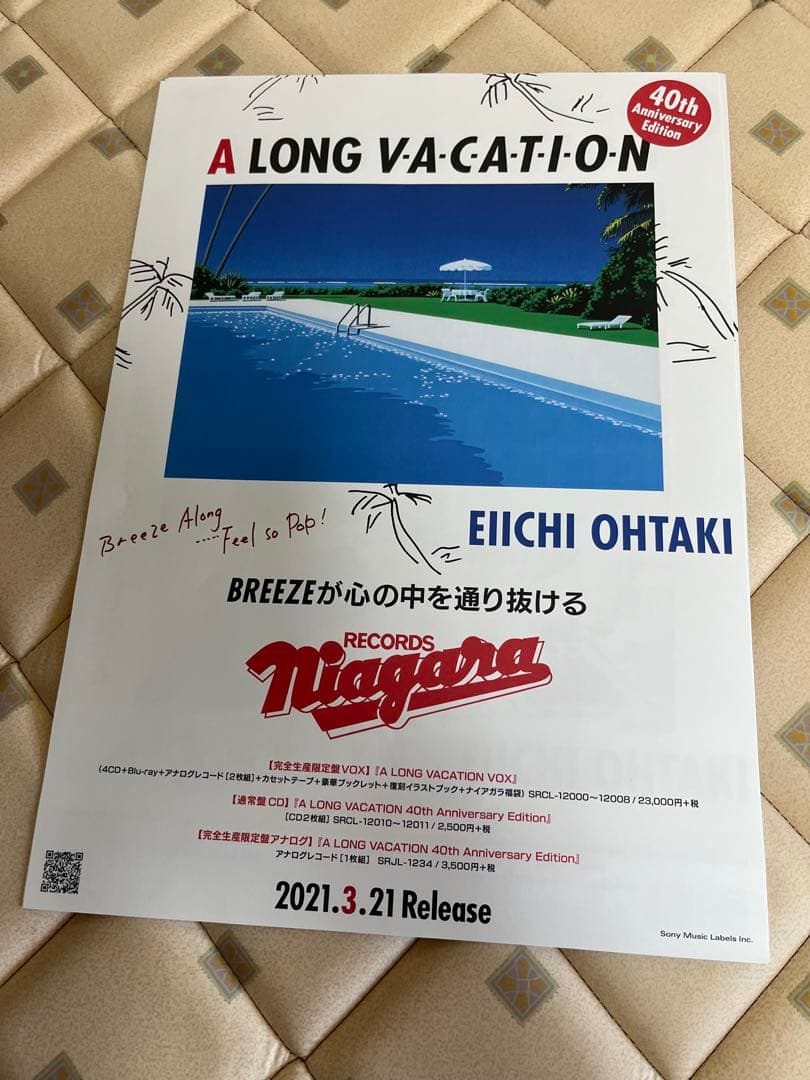 40th
Anniversary
Edition
A LONG V-A-C-A-T-I-O-N
Breeze Along
..... Feel so Pop!
EIICHI OHTAKI
BREEZEが心の中を通り抜ける
RECORDS
Niagara
【完全生産限定盤VOX】『A LONG VACATION VOX』
(4CD+Blu-ray+アナログレコード[2枚組]+カセットテープ+豪華ブックレット+復刻イラストブック+ナイアガラ福袋) SRCL-12000〜12008 / 23,000円+税
【通常盤CD】『A LONG VACATION 40th Anniversary Edition』
[CD2枚組] SRCL-12010〜12011 / 2,500円+税
【完全生産限定盤アナログ】『A LONG VACATION 40th Anniversary Edition』
アナログレコード[1枚組] SRJL-1234 / 3,500円+税
2021.3.21 Release
Sony Music Labels Inc.